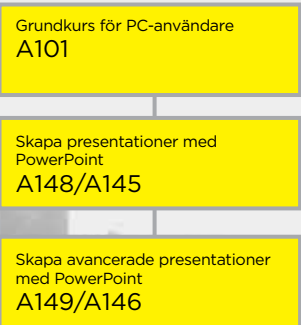 Grundkurs för PC-användare
A101
Skapa presentationer med
PowerPoint
A148/A145
Skapa avancerade presentationer
med PowerPoint
A149/A146